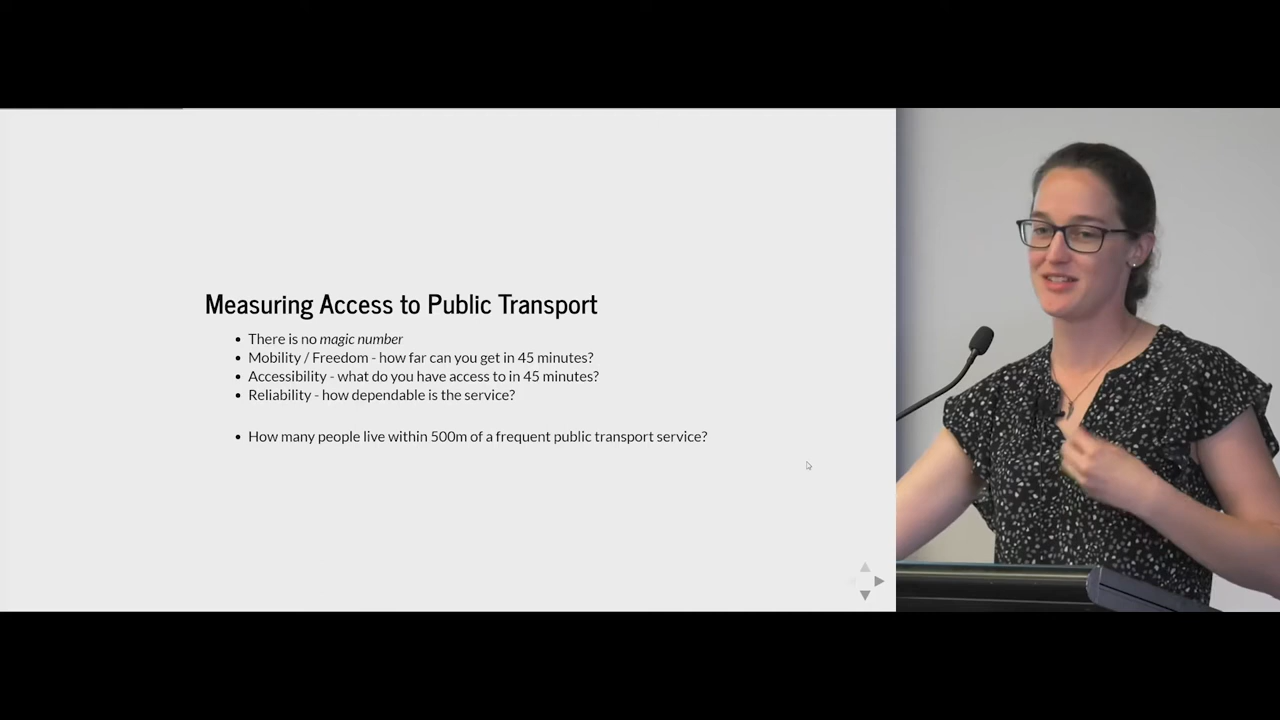 Measuring Access to Public Transport
There is no magic number
Mobility / Freedom - how far can you get in 45 minutes?
Accessibility - what do you have access to in 45 minutes?
Reliability - how dependable is the service?
How many people live within 500m of a frequent public transport service?